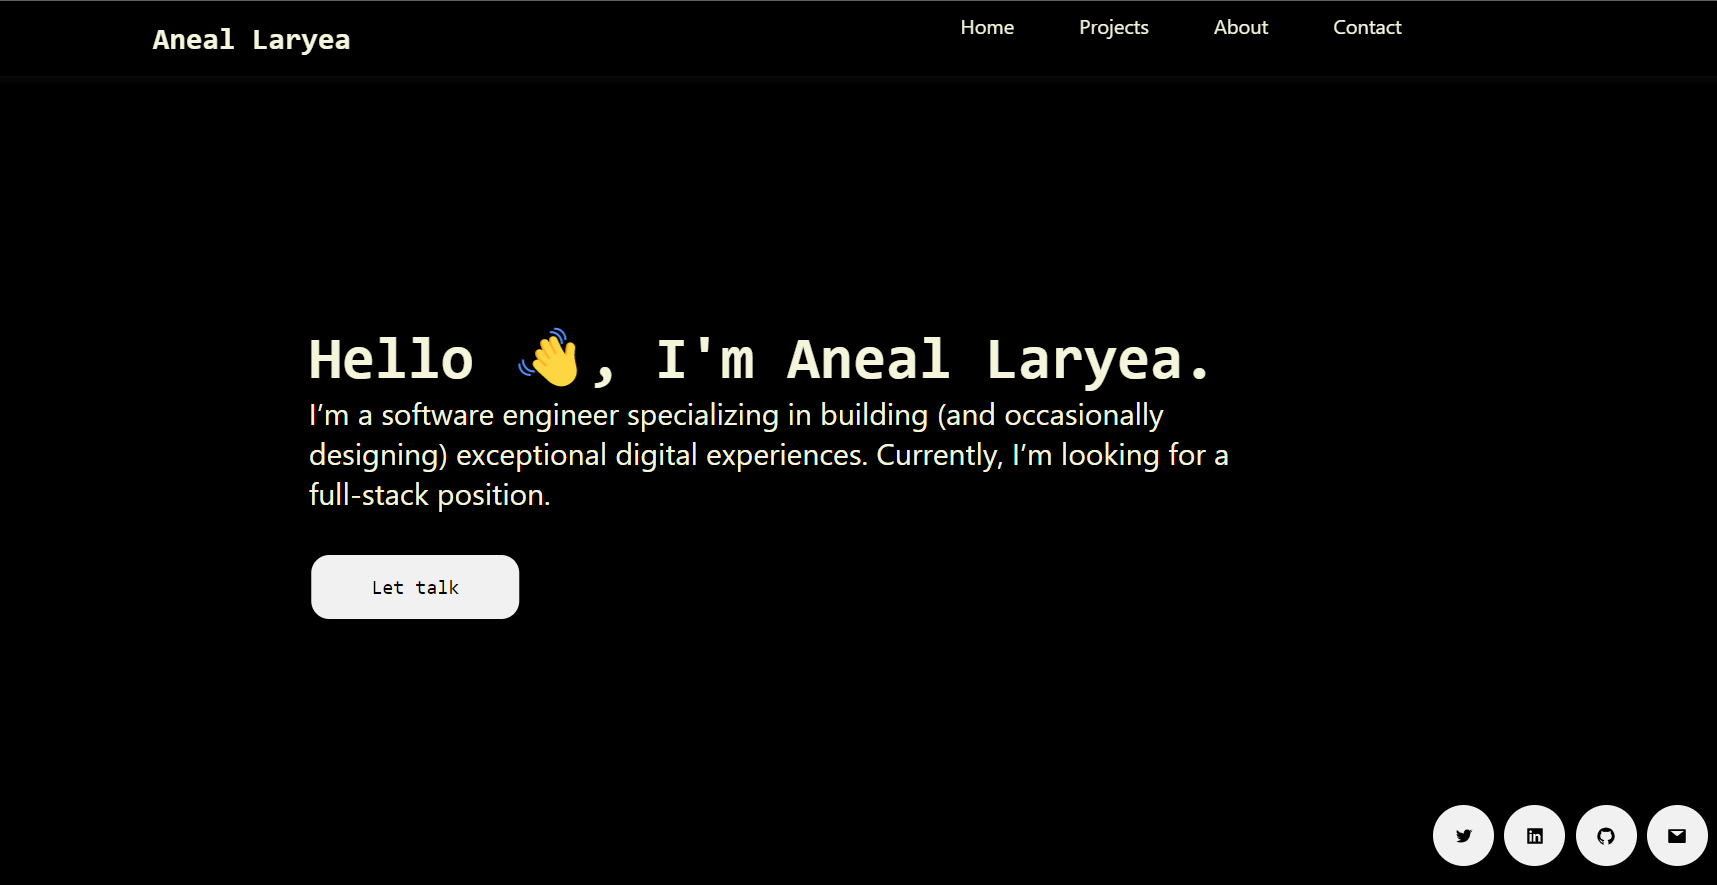 Aneal Laryea
Home
Projects
About
Contact
Hello 👋, I'm Aneal Laryea.
I’m a software engineer specializing in building (and occasionally
designing) exceptional digital experiences. Currently, I’m looking for a
full-stack position.
Let talk
in